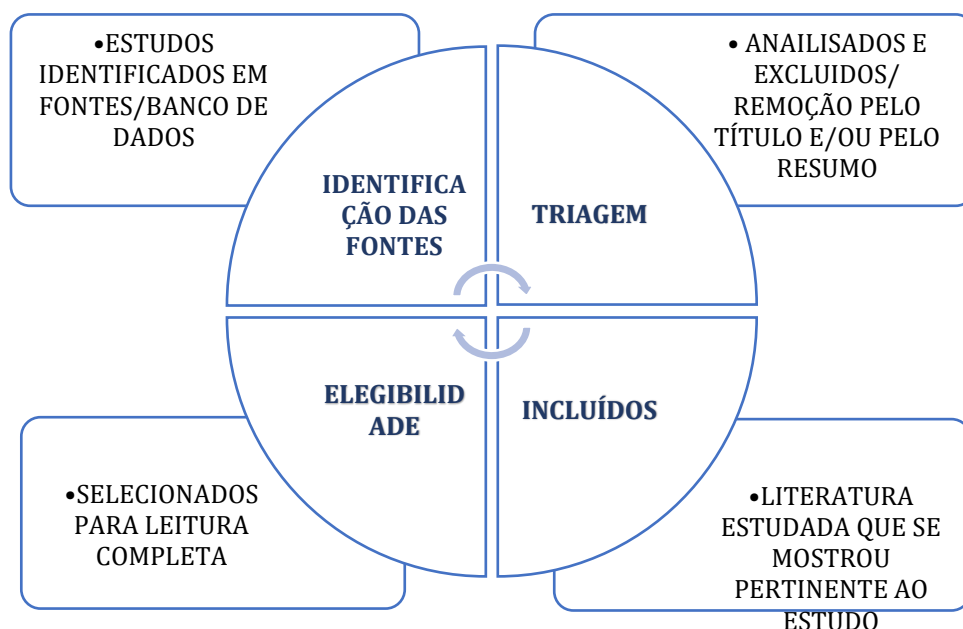 •ESTUDOS
IDENTIFICADOS EM
FONTES/BANCO DE
DADOS
• ANAILISADOS E
EXCLUIDOS/
REMOÇÃO PELO
TÍTULO E/OU PELO
RESUMO
IDENTIFICA
ÇÃO DAS
FONTES
TRIAGEM
ELEGIBILID
ADE
INCLUÍDOS
•SELECIONADOS
PARA LEITURA
COMPLETA
•LITERATURA
ESTUDADA QUE SE
MOSTROU
PERTINENTE AO
ESTUDO